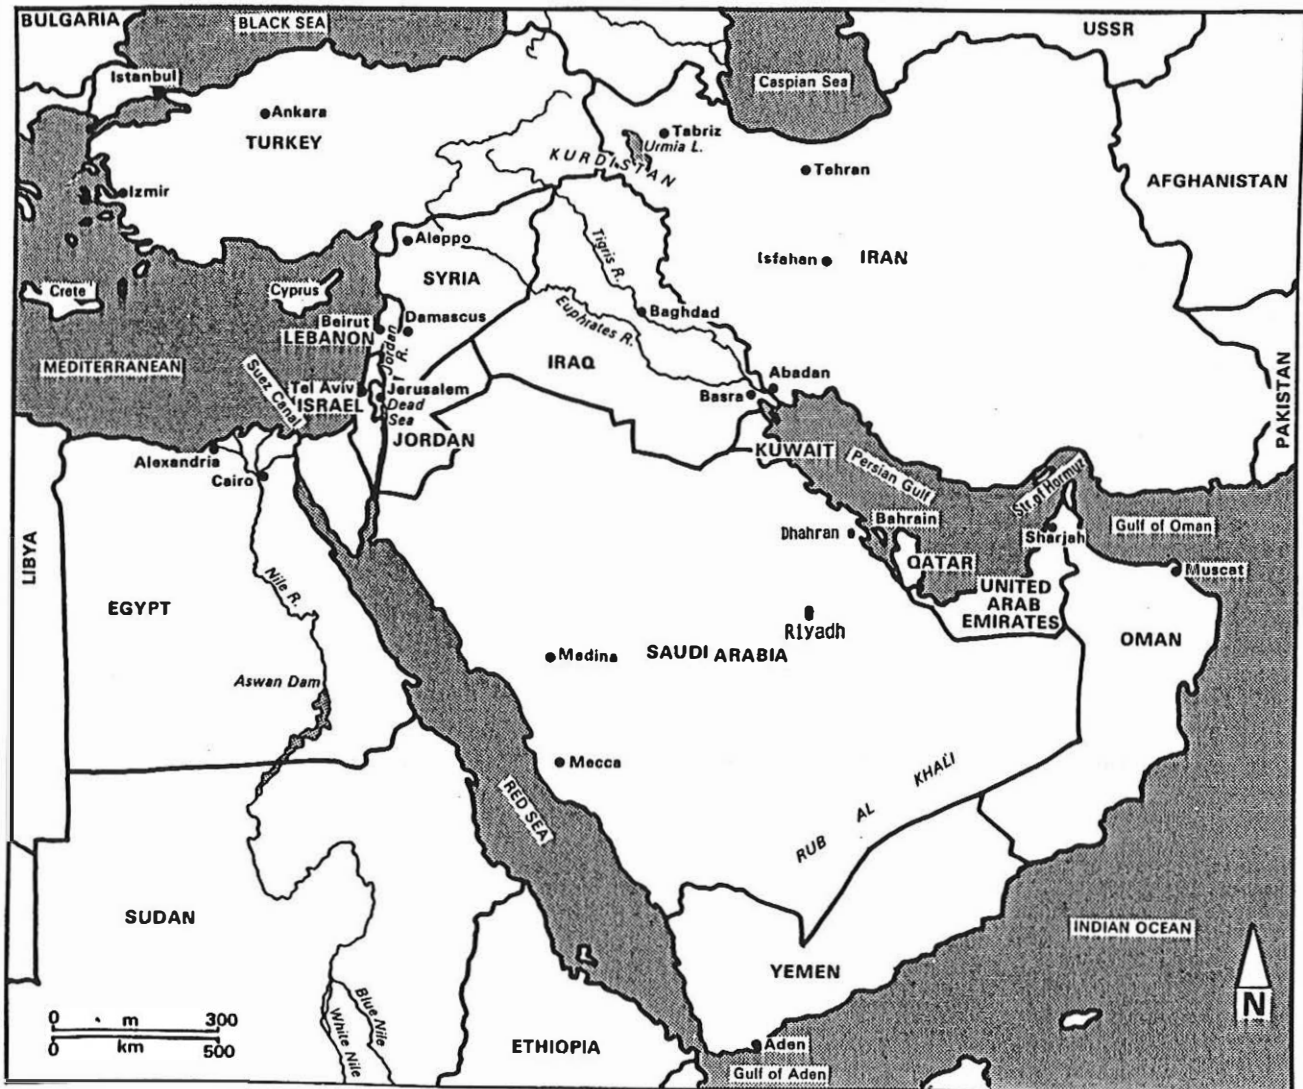 BULGARIA
BLACK SEA
USSR
Istanbul
Caspian Sea
Ankara
TURKEY
Tabriz
Urmia L.
KURDISTAN
Tehran
AFGHANISTAN
Izmir
Aleppo
Tigris R.
Isfahan
IRAN
SYRIA
Crete
Cyprus
Beirut
Damascus
Baghdad
LEBANON
Jordan
R.
Euphrates R.
MEDITERRANEAN
Suez Canal
IRAQ
Abadan
Tel Aviv
Jerusalem
Basra
ISRAEL
Dead
Sea
PAKISTAN
JORDAN
KUWAIT
Alexandria
Persian Gulf
Cairo
Str. of Hormuz
Bahrain
Gulf of Oman
Dhahran
Sharjah
LIBYA
QATAR
Muscat
Nile R.
UNITED
ARAB
EMIRATES
EGYPT
Riyadh
OMAN
Medina
SAUDI ARABIA
Aswan Dam
Mecca
RED SEA
RUB AL KHALI
SUDAN
INDIAN OCEAN
YEMEN
N
0 m 300
0 km 500
Blue Nile
White Nile
ETHIOPIA
Aden
Gulf of Aden